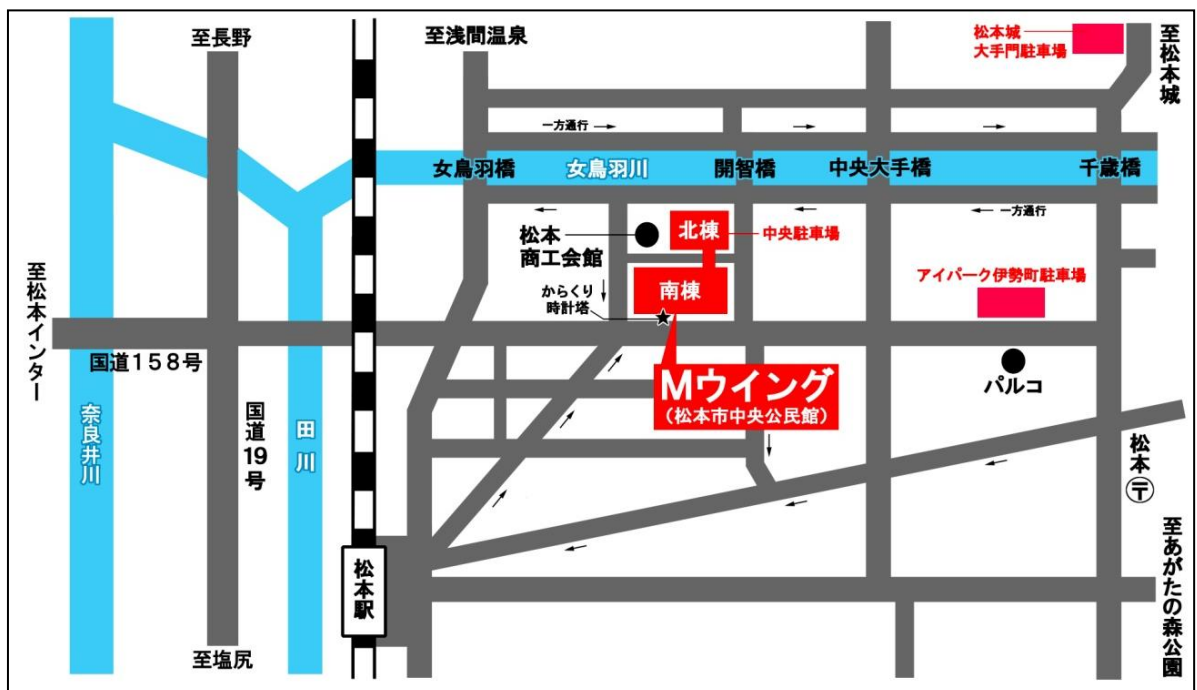 至長野
至浅間温泉
松本城
大手門駐車場
至松本城
一方通行
女鳥羽橋
女鳥羽川
開智橋
中央大手橋
千歳橋
一方通行
松本
商工会館
北棟
中央駐車場
至松本インター
からくり
時計塔
南棟
アイパーク伊勢町駐車場
国道158号
Mウイング
(松本市中央公民館)
パルコ
奈良井川
国道19号
田川
松本〒
松本駅
至あがたの森公園
至塩尻